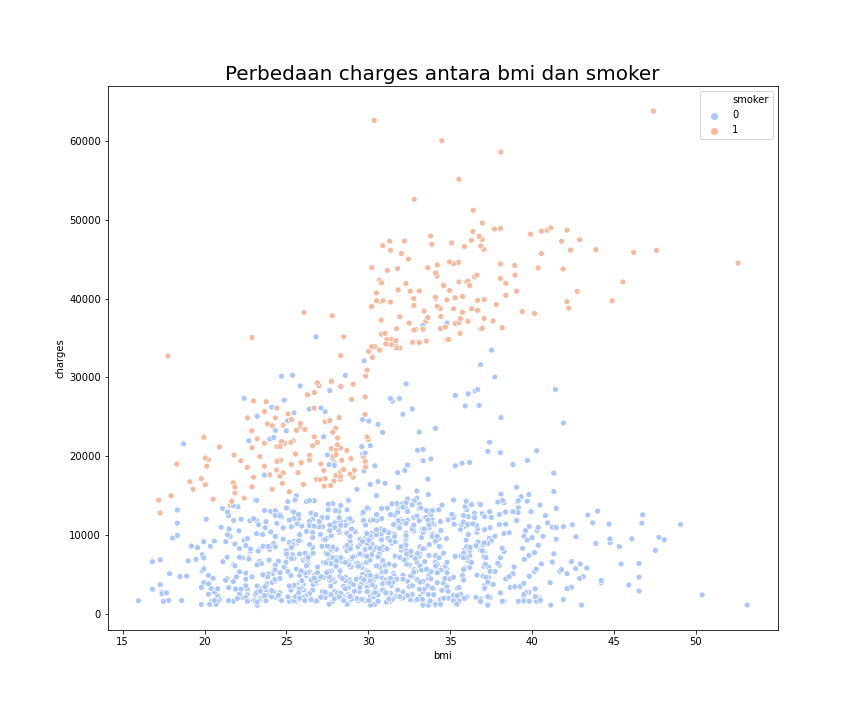 Perbedaan charges antara bmi dan smoker
smoker
0
1
60000
50000
40000
30000
20000
10000
0
charges
15 20 25 30 35 40 45 50
bmi